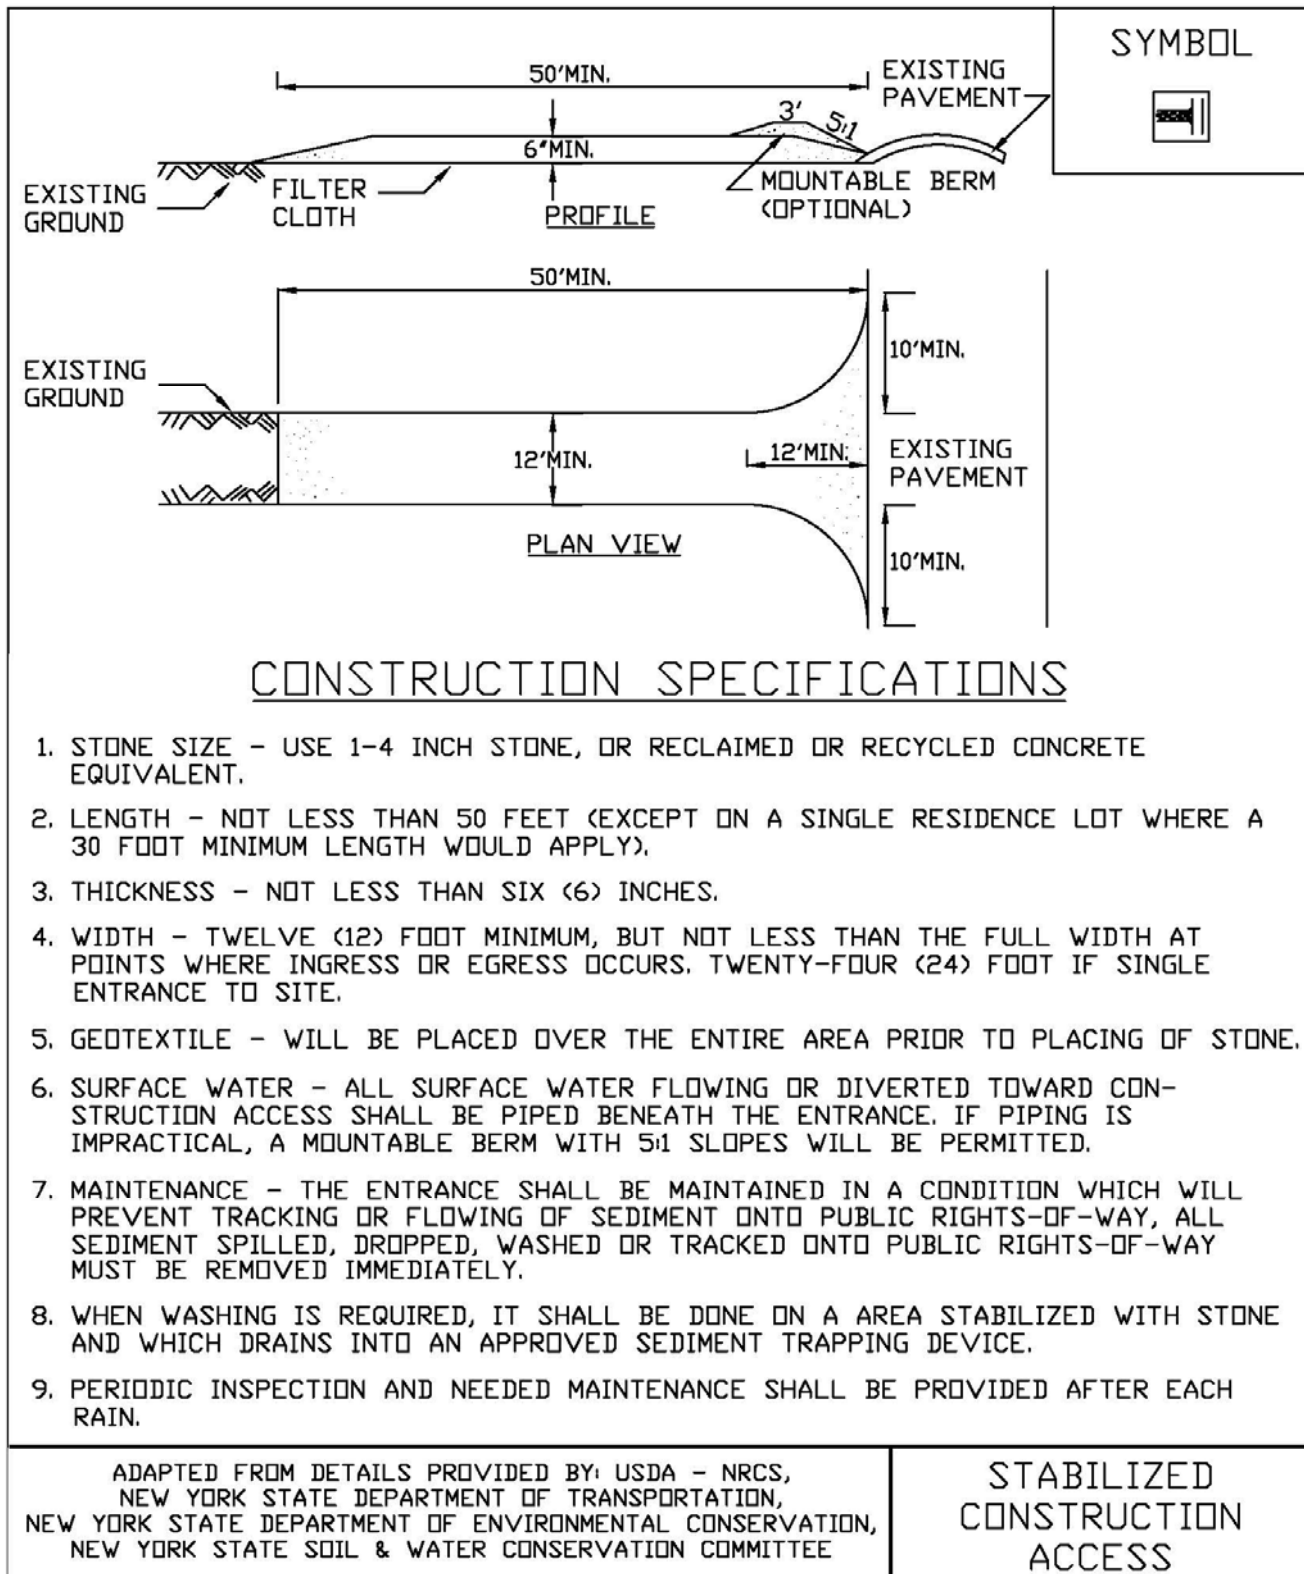 SYMBOL
50'MIN.
EXISTING
PAVEMENT
3'
5:1
6"MIN.
EXISTING
GROUND
FILTER
CLOTH
PROFILE
MOUNTABLE BERM
(OPTIONAL)
50'MIN.
10'MIN.
EXISTING
GROUND
12'MIN.
12'MIN.
EXISTING
PAVEMENT
PLAN VIEW
10'MIN.
CONSTRUCTION SPECIFICATIONS
1. STONE SIZE - USE 1-4 INCH STONE, OR RECLAIMED OR RECYCLED CONCRETE
EQUIVALENT.
2. LENGTH - NOT LESS THAN 50 FEET (EXCEPT ON A SINGLE RESIDENCE LOT WHERE A
30 FOOT MINIMUM LENGTH WOULD APPLY).
3. THICKNESS - NOT LESS THAN SIX (6) INCHES.
4. WIDTH - TWELVE (12) FOOT MINIMUM, BUT NOT LESS THAN THE FULL WIDTH AT
POINTS WHERE INGRESS OR EGRESS OCCURS. TWENTY-FOUR (24) FOOT IF SINGLE
ENTRANCE TO SITE.
5. GEOTEXTILE - WILL BE PLACED OVER THE ENTIRE AREA PRIOR TO PLACING OF STONE.
6. SURFACE WATER - ALL SURFACE WATER FLOWING OR DIVERTED TOWARD CON-
STRUCTION ACCESS SHALL BE PIPED BENEATH THE ENTRANCE. IF PIPING IS
IMPRACTICAL, A MOUNTABLE BERM WITH 5:1 SLOPES WILL BE PERMITTED.
7. MAINTENANCE - THE ENTRANCE SHALL BE MAINTAINED IN A CONDITION WHICH WILL
PREVENT TRACKING OR FLOWING OF SEDIMENT ONTO PUBLIC RIGHTS-OF-WAY, ALL
SEDIMENT SPILLED, DROPPED, WASHED OR TRACKED ONTO PUBLIC RIGHTS-OF-WAY
MUST BE REMOVED IMMEDIATELY.
8. WHEN WASHING IS REQUIRED, IT SHALL BE DONE ON A AREA STABILIZED WITH STONE
AND WHICH DRAINS INTO AN APPROVED SEDIMENT TRAPPING DEVICE.
9. PERIODIC INSPECTION AND NEEDED MAINTENANCE SHALL BE PROVIDED AFTER EACH
RAIN.
ADAPTED FROM DETAILS PROVIDED BY: USDA - NRCS,
NEW YORK STATE DEPARTMENT OF TRANSPORTATION,
NEW YORK STATE DEPARTMENT OF ENVIRONMENTAL CONSERVATION,
NEW YORK STATE SOIL & WATER CONSERVATION COMMITTEE
STABILIZED
CONSTRUCTION
ACCESS